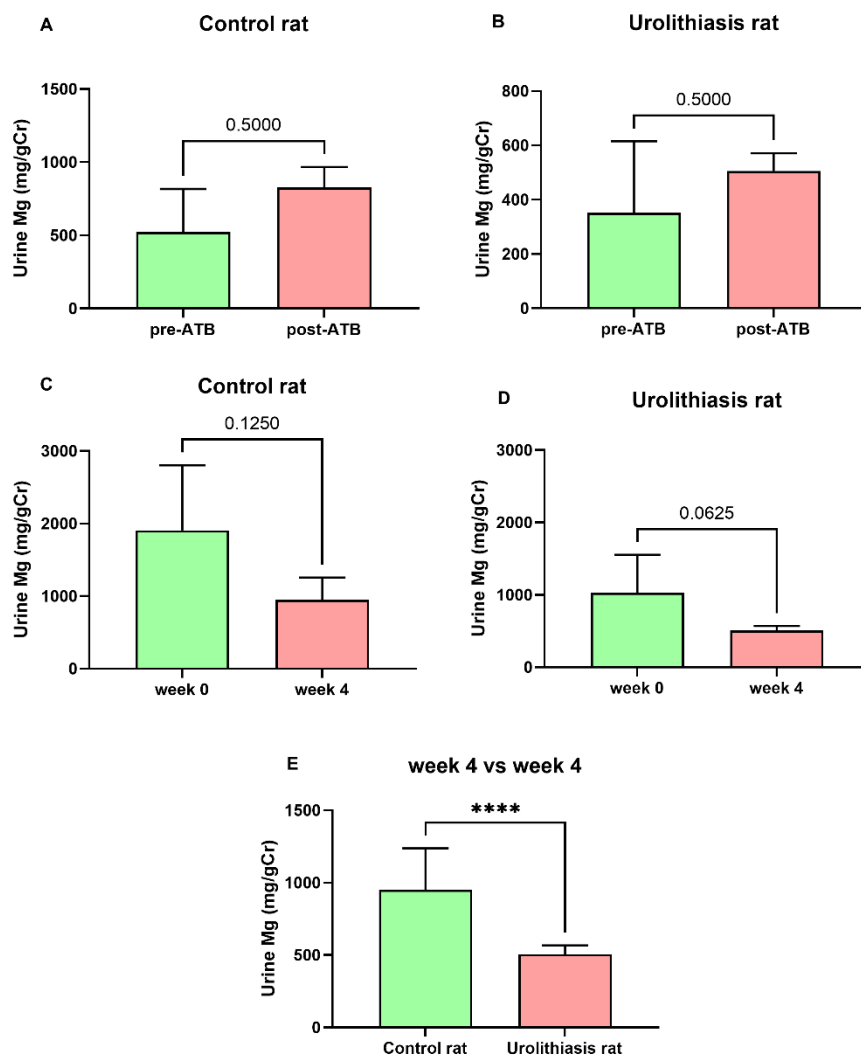 A
Control rat
Urine Mg (mg/gCr)
1500
1000
500
0
0.5000
pre-ATB
post-ATB
B
Urolithiasis rat
Urine Mg (mg/gCr)
800
600
400
200
0
0.5000
pre-ATB
post-ATB
C
Control rat
Urine Mg (mg/gCr)
3000
2000
1000
0
0.1250
week 0
week 4
D
Urolithiasis rat
Urine Mg (mg/gCr)
3000
2000
1000
0
0.0625
week 0
week 4
E
week 4 vs week 4
Urine Mg (mg/gCr)
1500
1000
500
0
****
Control rat
Urolithiasis rat